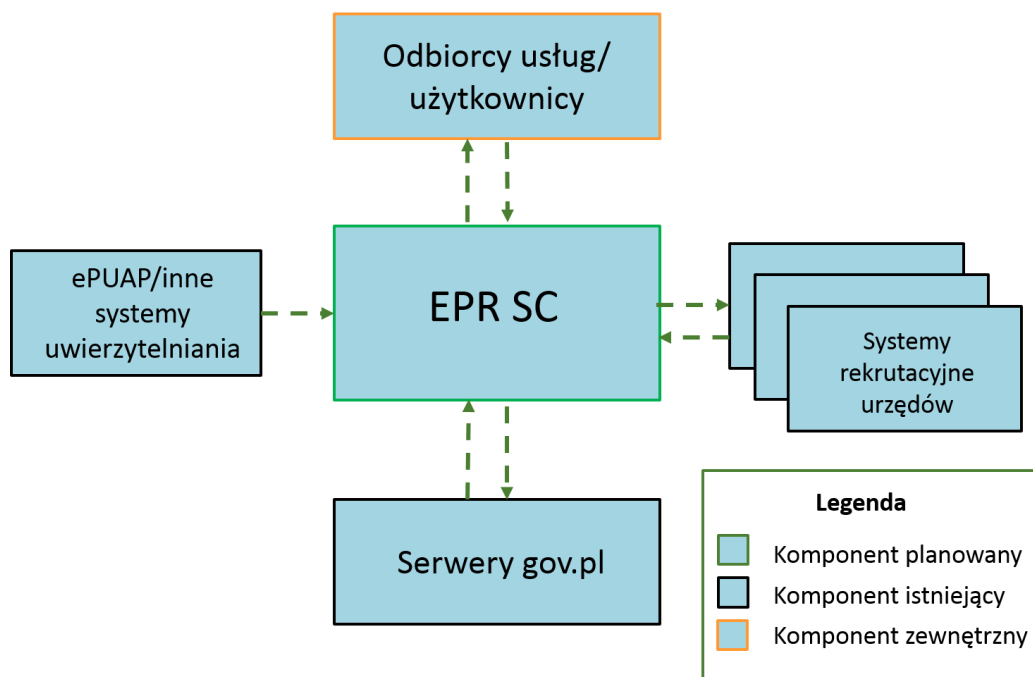 Odbiorcy usług/
użytkownicy
ePUAP/inne
systemy
uwierzytelniania
EPR SC
Systemy
rekrutacyjne
urzędów
Serwery gov.pl
Legenda
Komponent planowany
Komponent istniejący
Komponent zewnętrzny